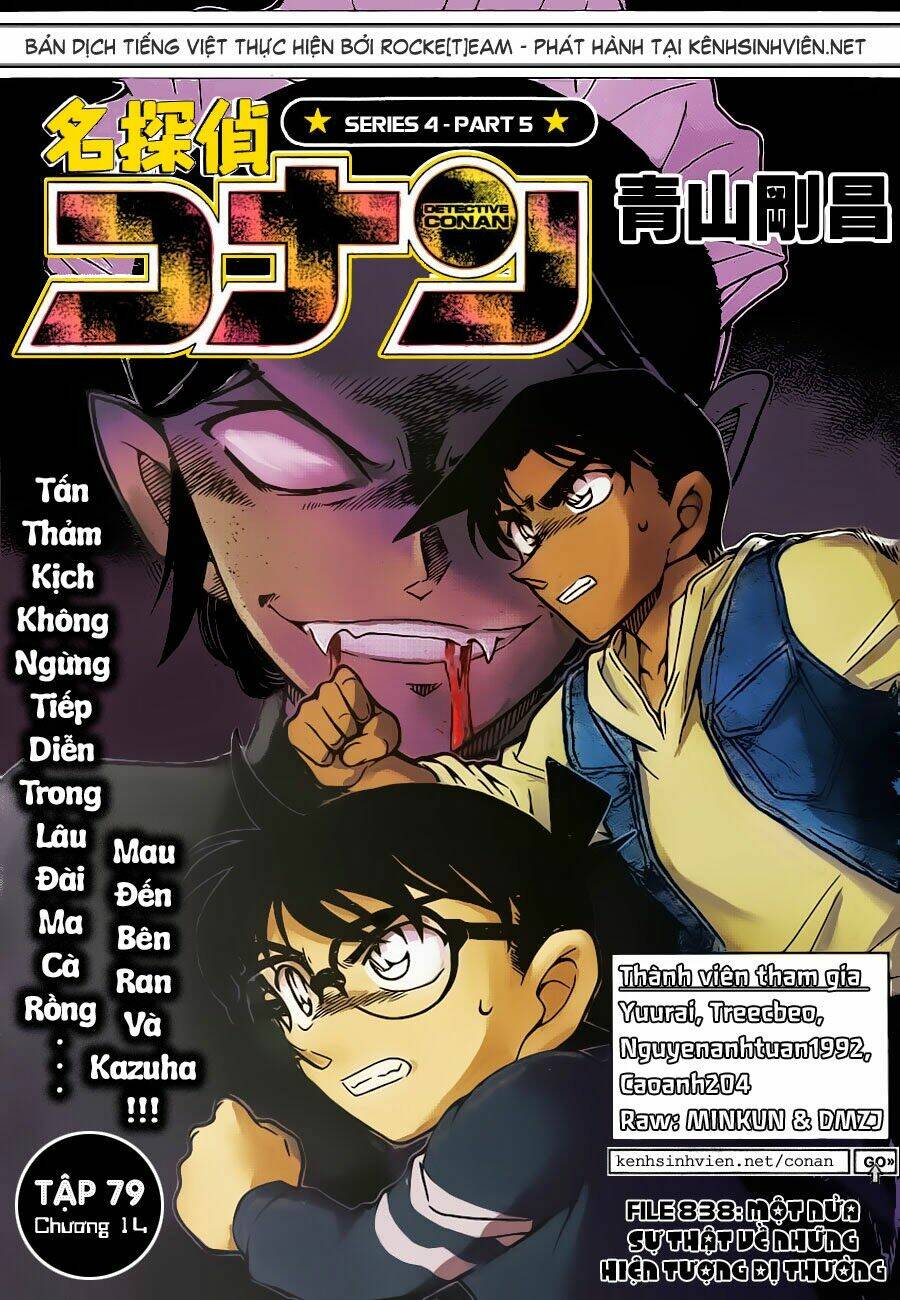 BẢN DỊCH TIẾNG VIỆT THỰC HIỆN BỞI ROCKE[T]EAM - PHÁT HÀNH TẠI KÊNHSINHVIÊN.NET
SERIES 4 - PART 5
名探偵
コナン
DETECTIVE
CONAN
青山剛昌
Tấn
Thảm
Kịch
Không
Ngừng
Tiếp
Diễn
Trong
Lâu
Đài
Ma
Cà
Rồng
...
Mau
Đến
Bên
Ran
Và
Kazuha
!!!
Thành viên tham gia
Yuurai, Treecbeo,
Nguyenanhtuan1992,
Caoanh204
Raw: MINKUN & DMZJ
kenhsinhvien.net/conan GO»
TẬP 79
Chương 14
FILE 838: MỘT NỬA
SỰ THẬT VỀ NHỮNG
HIỆN TƯỢNG DỊ THƯỜNG